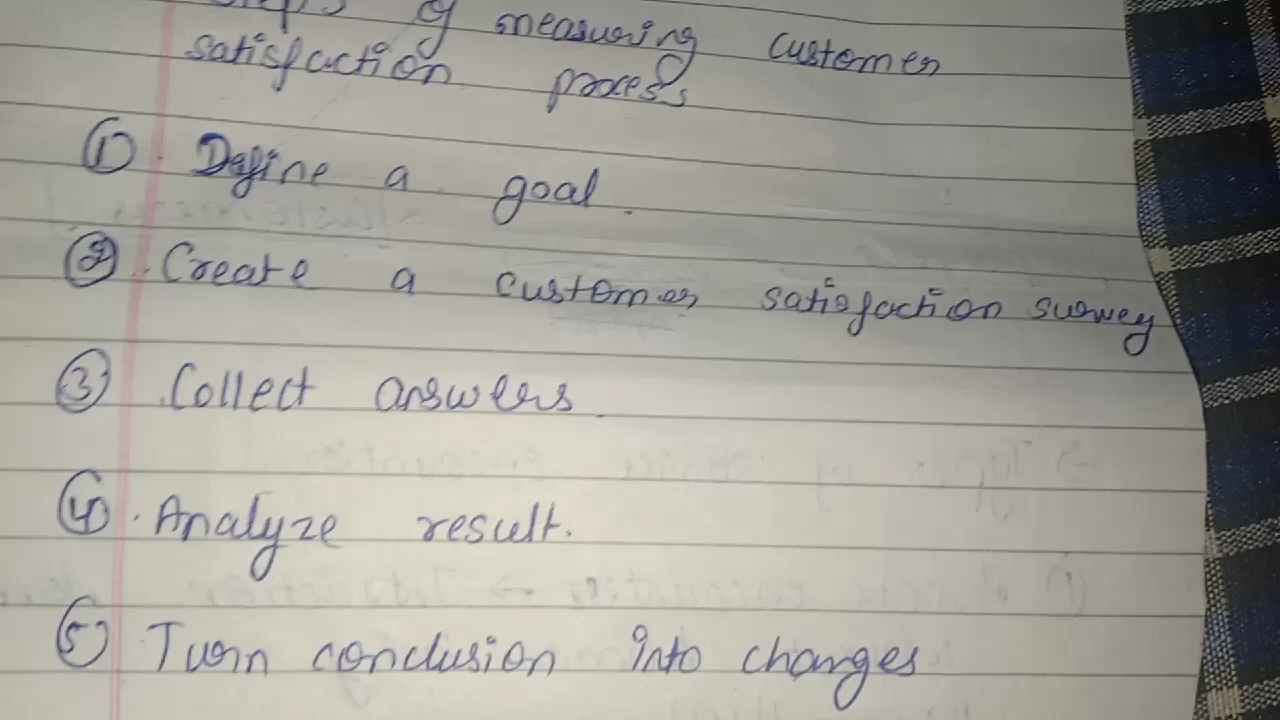 Steps of measuring customer
satisfaction process
① Define a goal.
② Create a customer satisfaction survey
③ Collect answers.
④ Analyze result.
⑤ Turn conclusion into changes